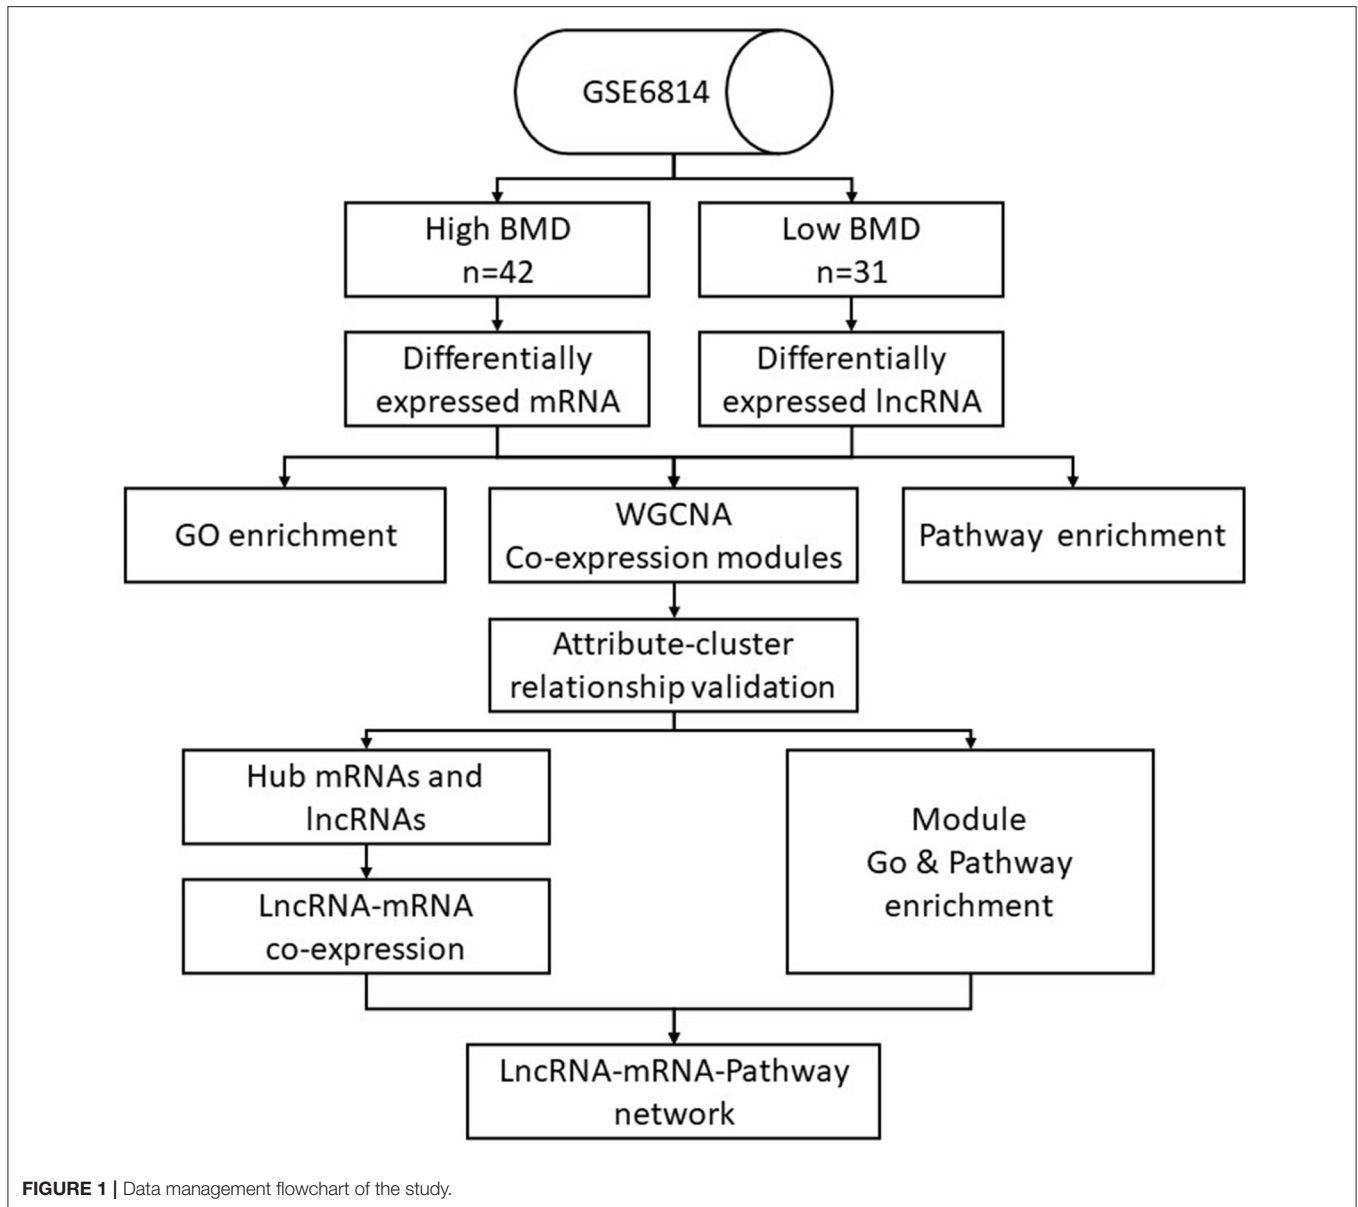 GSE6814
High BMD
n=42
Low BMD
n=31
Differentially
expressed mRNA
Differentially
expressed lncRNA
GO enrichment
WGCNA
Co-expression modules
Pathway enrichment
Attribute-cluster
relationship validation
Hub mRNAs and
lncRNAs
Module
Go & Pathway
enrichment
LncRNA-mRNA
co-expression
LncRNA-mRNA-Pathway
network
FIGURE 1 | Data management flowchart of the study.